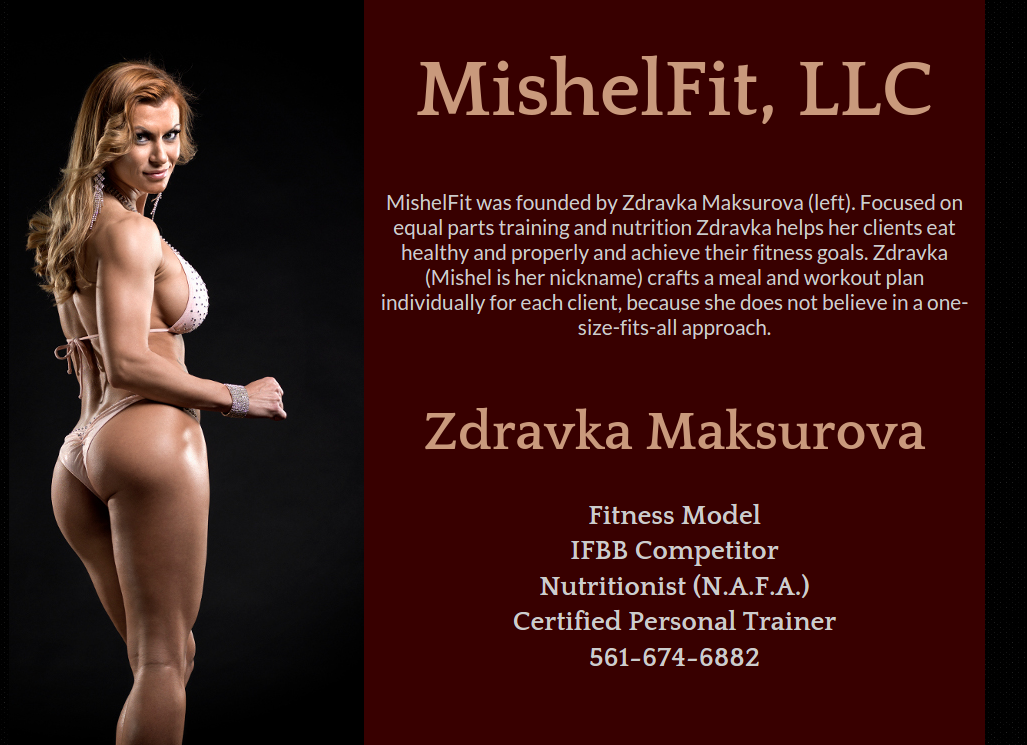 MishelFit, LLC
MishelFit was founded by Zdravka Maksurova (left). Focused on
equal parts training and nutrition Zdravka helps her clients eat
healthy and properly and achieve their fitness goals. Zdravka
(Mishel is her nickname) crafts a meal and workout plan
individually for each client, because she does not believe in a one-
size-fits-all approach.
Zdravka Maksurova
Fitness Model
IFBB Competitor
Nutritionist (N.A.F.A.)
Certified Personal Trainer
561-674-6882